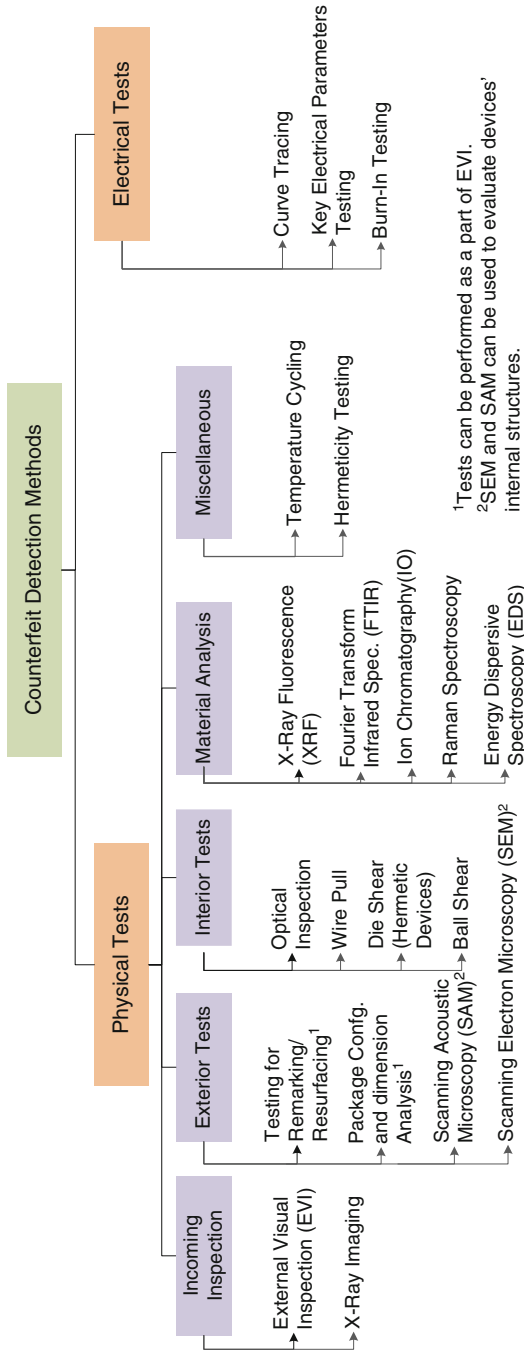 Counterfeit Detection Methods
Physical Tests
Electrical Tests
Incoming
Inspection
Exterior Tests
Interior Tests
Material Analysis
Miscellaneous
External Visual
Inspection (EVI)
X-Ray Imaging
Testing for
Remarking/
Resurfacing¹
Package Confg.
and dimension
Analysis¹
Scanning Acoustic
Microscopy (SAM)²
Scanning Electron Microscopy (SEM)²
Optical
Inspection
Wire Pull
Die Shear
(Hermetic
Devices)
Ball Shear
X-Ray Fluorescence
(XRF)
Fourier Transform
Infrared Spec. (FTIR)
Ion Chromatography(IO)
Raman Spectroscopy
Energy Dispersive
Spectroscopy (EDS)
Temperature Cycling
Hermeticity Testing
Curve Tracing
Key Electrical Parameters
Testing
Burn-In Testing
¹Tests can be performed as a part of EVI.
²SEM and SAM can be used to evaluate devices'
internal structures.